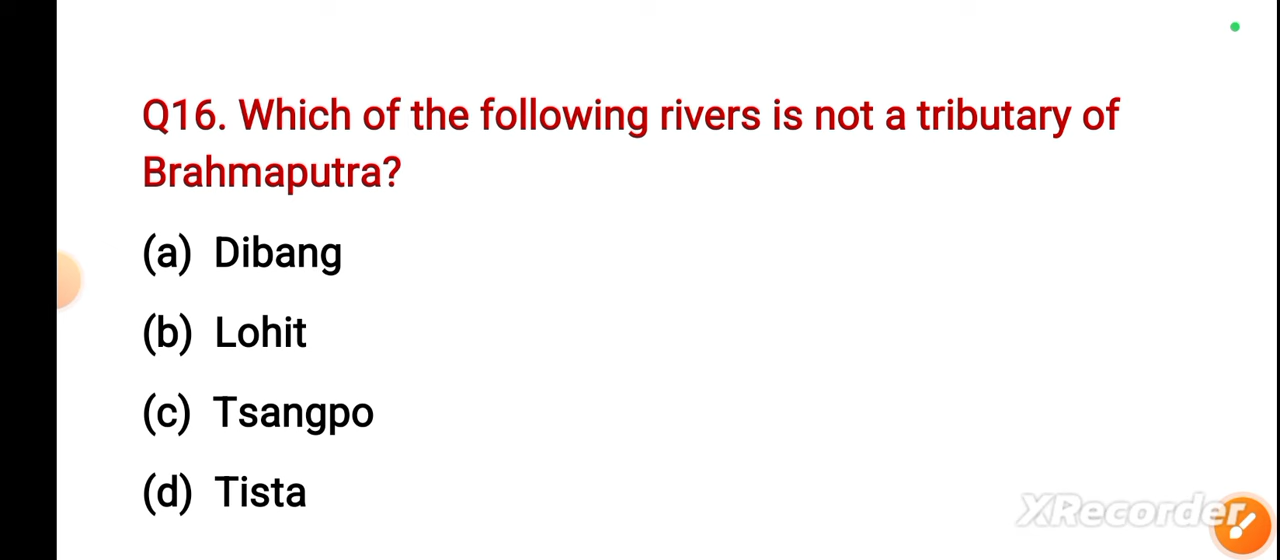 Q16. Which of the following rivers is not a tributary of
Brahmaputra?
(a) Dibang
(b) Lohit
(c) Tsangpo
(d) Tista
XRecorder